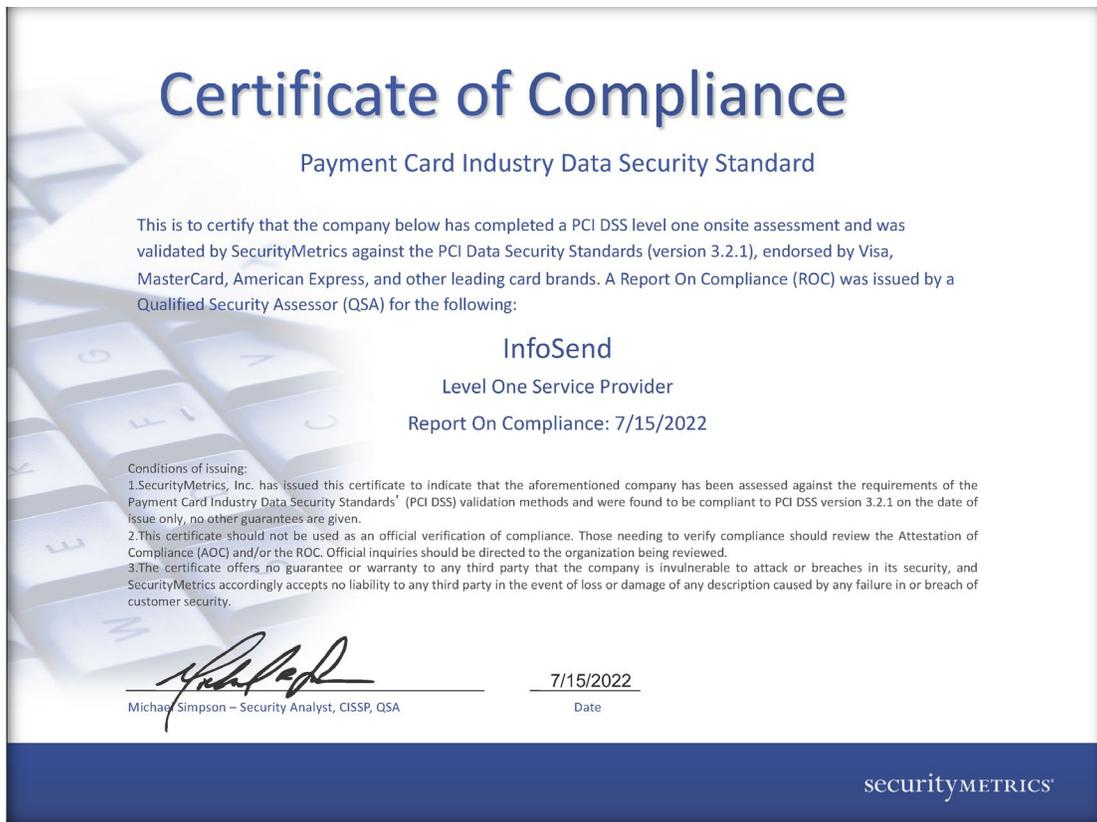 Certificate of Compliance
Payment Card Industry Data Security Standard
This is to certify that the company below has completed a PCI DSS level one onsite assessment and was
validated by SecurityMetrics against the PCI Data Security Standards (version 3.2.1), endorsed by Visa,
MasterCard, American Express, and other leading card brands. A Report On Compliance (ROC) was issued by a
Qualified Security Assessor (QSA) for the following:
InfoSend
Level One Service Provider
Report On Compliance: 7/15/2022
Conditions of issuing:
1.SecurityMetrics, Inc. has issued this certificate to indicate that the aforementioned company has been assessed against the requirements of the
Payment Card Industry Data Security Standards' (PCI DSS) validation methods and were found to be compliant to PCI DSS version 3.2.1 on the date of
issue only, no other guarantees are given.
2.This certificate should not be used as an official verification of compliance. Those needing to verify compliance should review the Attestation of
Compliance (AOC) and/or the ROC. Official inquiries should be directed to the organization being reviewed.
3.The certificate offers no guarantee or warranty to any third party that the company is invulnerable to attack or breaches in its security, and
SecurityMetrics accordingly accepts no liability to any third party in the event of loss or damage of any description caused by any failure in or breach of
customer security.
7/15/2022
Michael Simpson – Security Analyst, CISSP, QSA
Date
securityMETRICS®